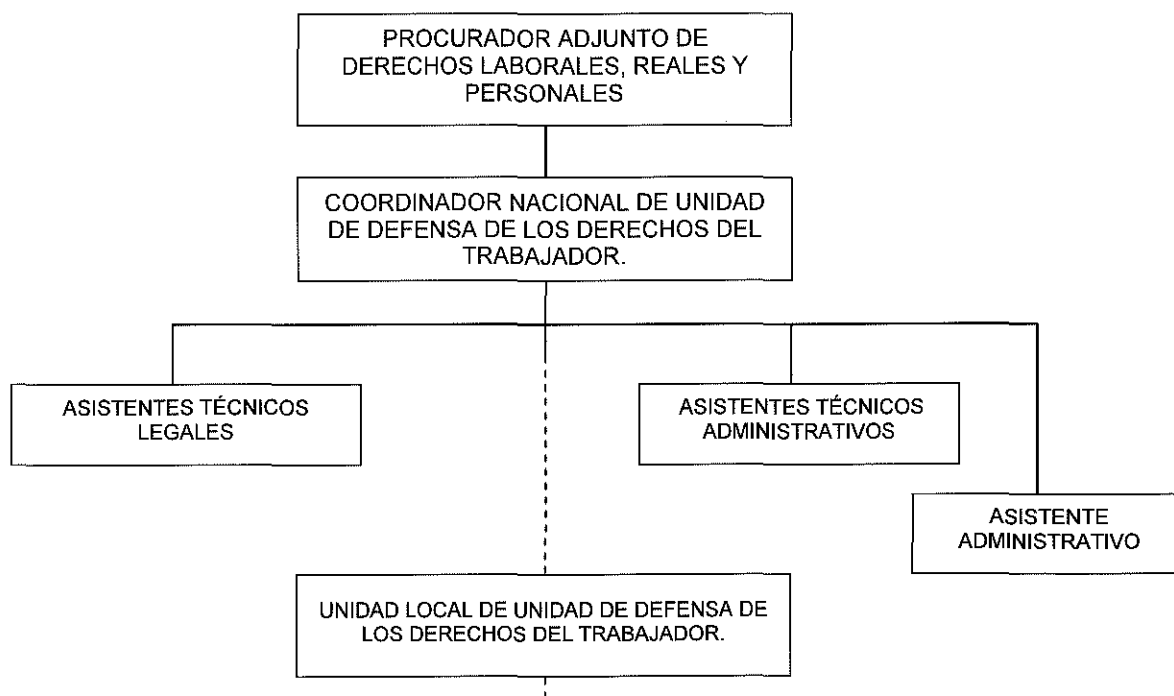 PROCURADOR ADJUNTO DE
DERECHOS LABORALES, REALES Y
PERSONALES
COORDINADOR NACIONAL DE UNIDAD
DE DEFENSA DE LOS DERECHOS DEL
TRABAJADOR.
ASISTENTES TÉCNICOS
LEGALES
ASISTENTES TÉCNICOS
ADMINISTRATIVOS
ASISTENTE
ADMINISTRATIVO
UNIDAD LOCAL DE UNIDAD DE DEFENSA DE
LOS DERECHOS DEL TRABAJADOR.